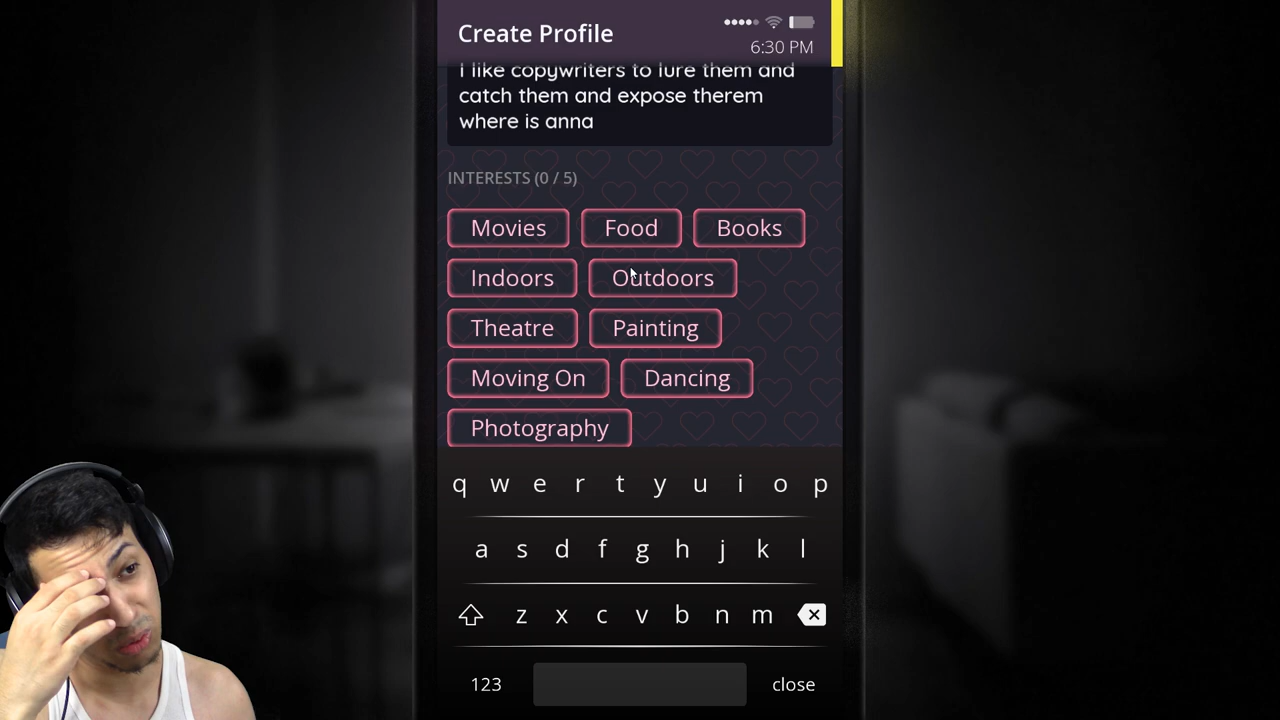 Create Profile
6:30 PM
I like copywriters to lure them and
catch them and expose therem
where is anna
INTERESTS (0 / 5)
Movies Food Books
Indoors Outdoors
Theatre Painting
Moving On Dancing
Photography
q w e r t y u i o p
a s d f g h j k l
z x c v b n m
123 close